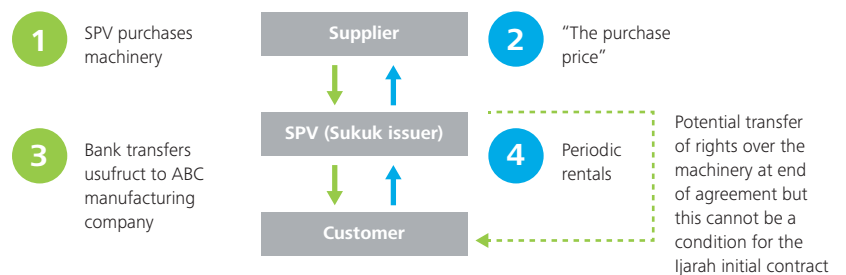 1
SPV purchases
machinery
Supplier
2
“The purchase
price”
3
Bank transfers
usufruct to ABC
manufacturing
company
SPV (Sukuk issuer)
4
Periodic
rentals
Customer
Potential transfer
of rights over the
machinery at end
of agreement but
this cannot be a
condition for the
Ijarah initial contract